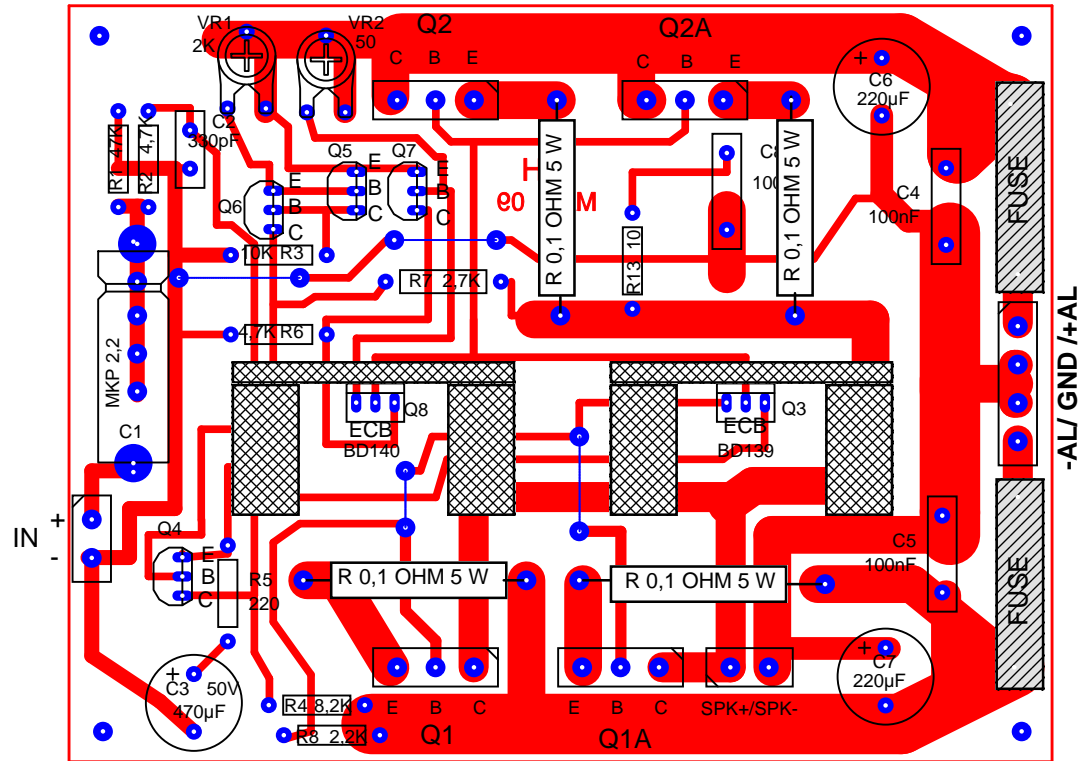 VR1
2K
VR2
50
Q2
C B E
Q2A
C B E
+
C6
220µF
R1 47K
R2 4,7K
C2
330pF
Q5
E
B
C
Q7
E
B
C
Q6
E
B
C
R 0,1 OHM 5 W
C8
R 0,1 OHM 5 W
C4
100nF
FUSE
M 09
10K R3
R7 2,7K
R13 10
4,7K R6
MKP 2,2
C1
Q8
ECB
BD140
Q3
ECB
BD139
-AL/ GND /+AL
IN
+
-
Q4
E
B
C
R5
220
R 0,1 OHM 5 W
R 0,1 OHM 5 W
C5
100nF
FUSE
+
C3 50V
470µF
R4 8,2K
R8 2,2K
E B C
Q1
E B C
Q1A
SPK+/SPK-
+
C7
220µF